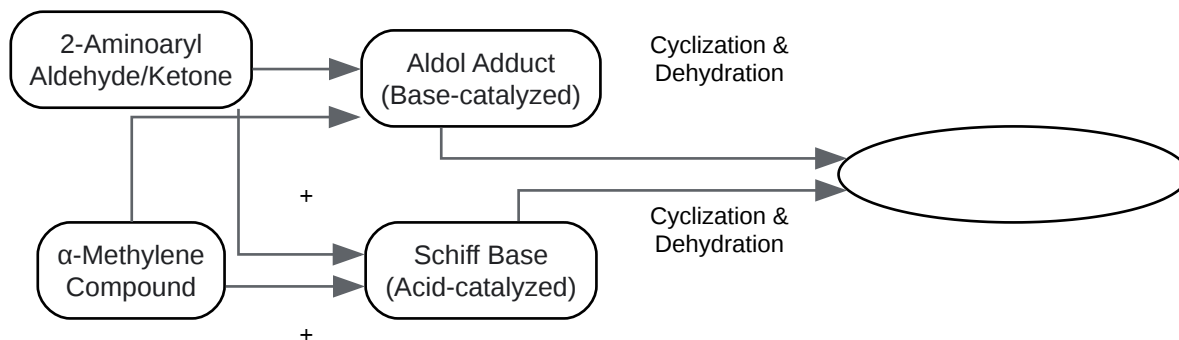 2-Aminoaryl
Aldehyde/Ketone
Aldol Adduct
(Base-catalyzed)
Cyclization &
Dehydration
+
α-Methylene
Compound
Schiff Base
(Acid-catalyzed)
Cyclization &
Dehydration
+